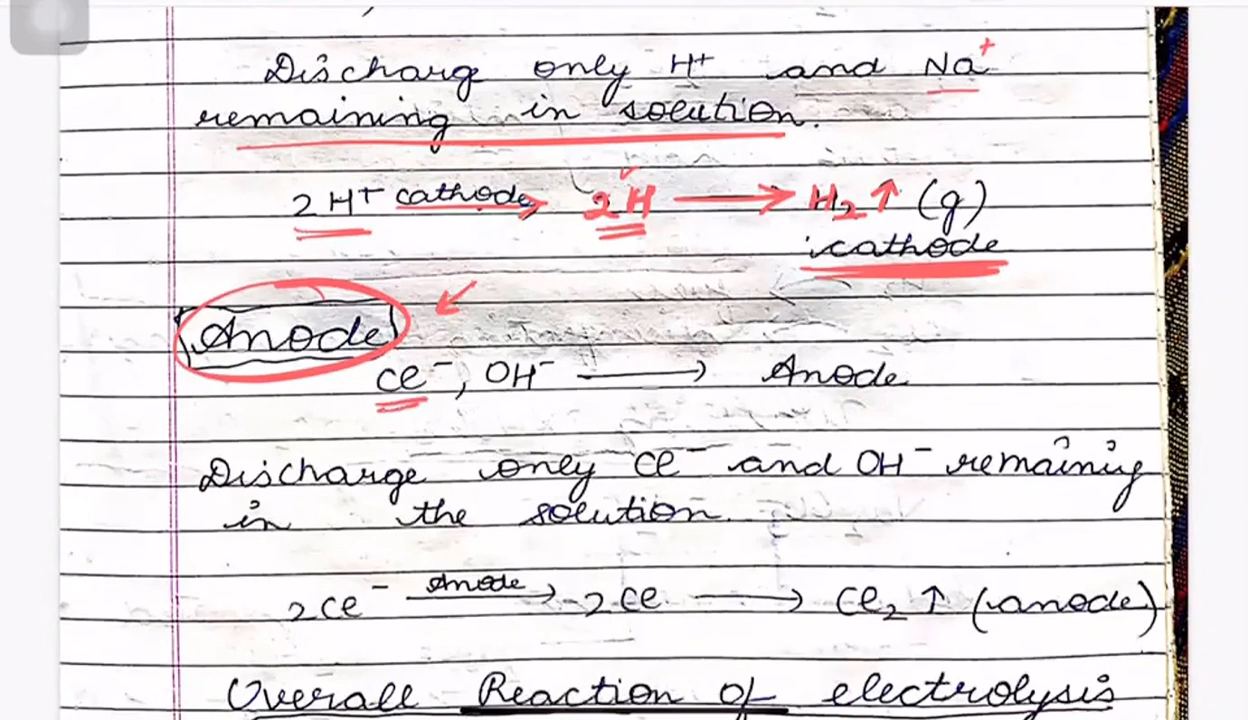 Discharge only H+ and Na+
remaining in solution.
2H+ cathode → 2H → H2 ↑ (g)
cathode
Anode
Cl-, OH- → Anode
Discharge only Cl- and OH- remaining
in the solution.
2Cl- Anode → 2Cl → Cl2 ↑ (anode)
Overall Reaction of electrolysis